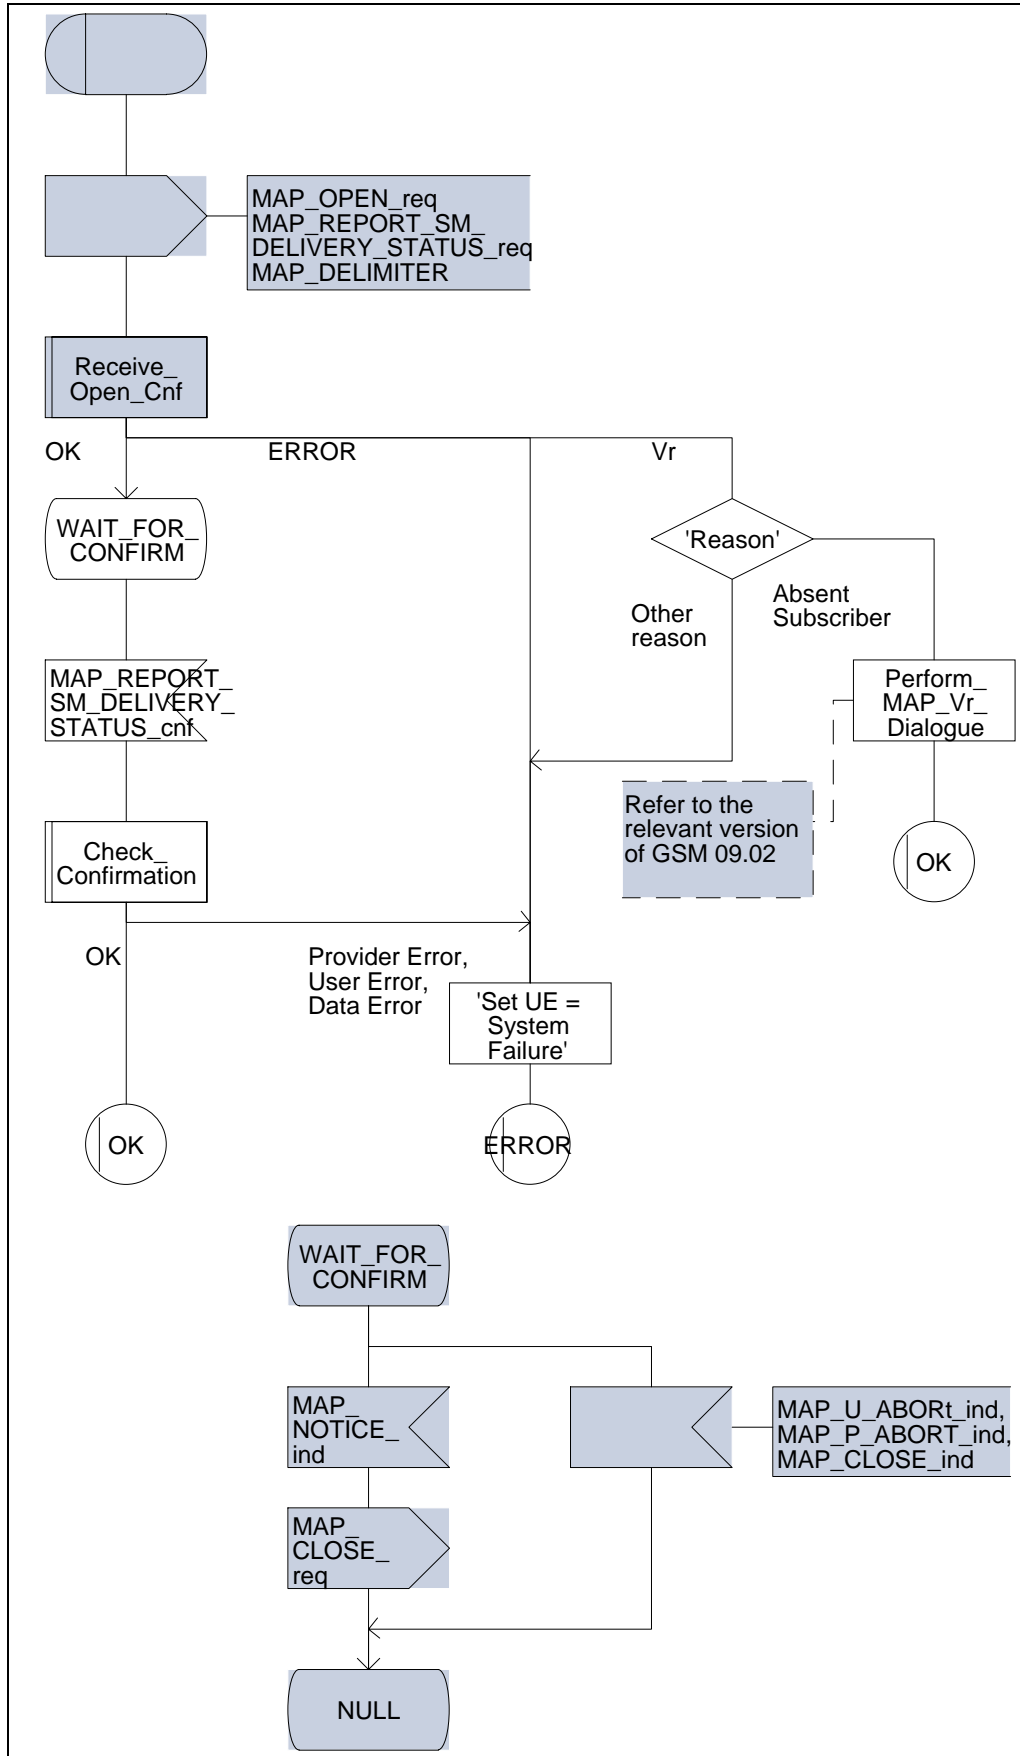 MAP_OPEN_req
MAP_REPORT_SM_
DELIVERY_STATUS_req
MAP_DELIMITER
Receive_
Open_Cnf
OK
ERROR
Vr
WAIT_FOR_
CONFIRM
'Reason'
Other
reason
Absent
Subscriber
MAP_REPORT_
SM_DELIVERY_
STATUS_cnf
Perform_
MAP_Vr_
Dialogue
Refer to the
relevant version
of GSM 09.02
OK
Check_
Confirmation
OK
Provider Error,
User Error,
Data Error
'Set UE =
System
Failure'
OK
ERROR
WAIT_FOR_
CONFIRM
MAP_
NOTICE_
ind
MAP_U_ABORt_ind,
MAP_P_ABORT_ind,
MAP_CLOSE_ind
MAP_
CLOSE_
req
NULL